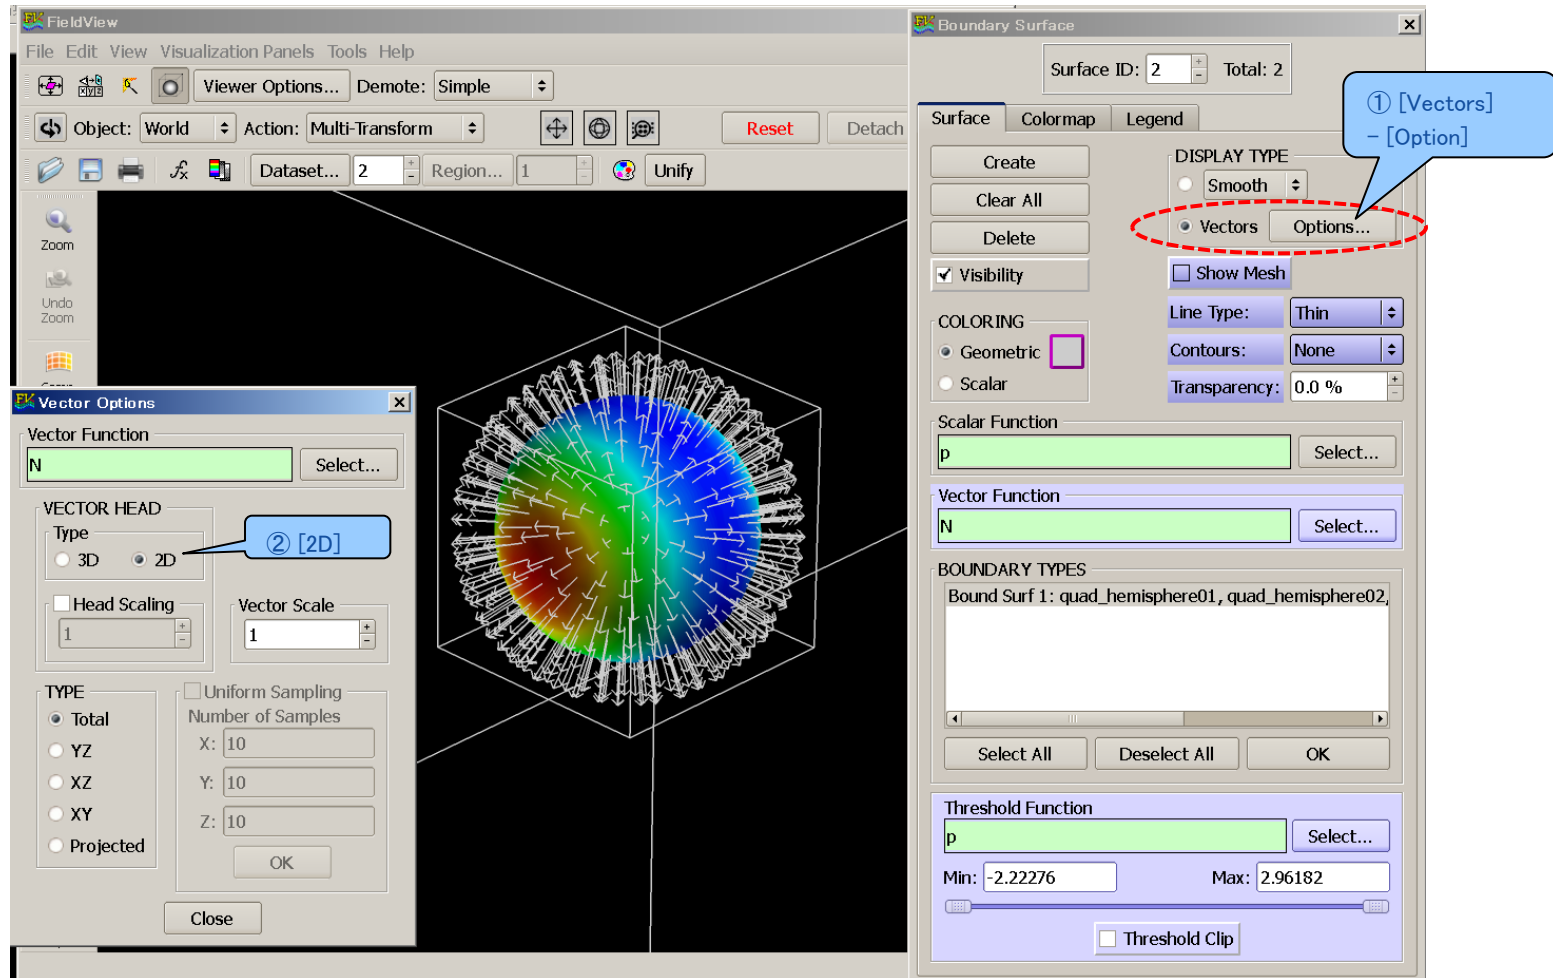 FieldView
File Edit View Visualization Panels Tools Help
Viewer Options... Demote: Simple
Object: World Action: Multi-Transform Reset Detach
Dataset... 2 Region... 1 Unify
Zoom
Undo
Zoom
Vector Options
Vector Function
N Select...
VECTOR HEAD
Type
3D 2D
② [2D]
Head Scaling
1
Vector Scale
1
TYPE
Total
YZ
XZ
XY
Projected
Uniform Sampling
Number of Samples
X: 10
Y: 10
Z: 10
OK
Close
Boundary Surface
Surface ID: 2 Total: 2
① [Vectors]
- [Option]
Surface Colormap Legend
Create
Clear All
Delete
Visibility
DISPLAY TYPE
Smooth
Vectors Options...
Show Mesh
Line Type: Thin
Contours: None
Transparency: 0.0 %
COLORING
Geometric
Scalar
Scalar Function
p Select...
Vector Function
N Select...
BOUNDARY TYPES
Bound Surf 1: quad_hemisphere01, quad_hemisphere02,
Select All Deselect All OK
Threshold Function
p Select...
Min: -2.22276 Max: 2.96182
Threshold Clip